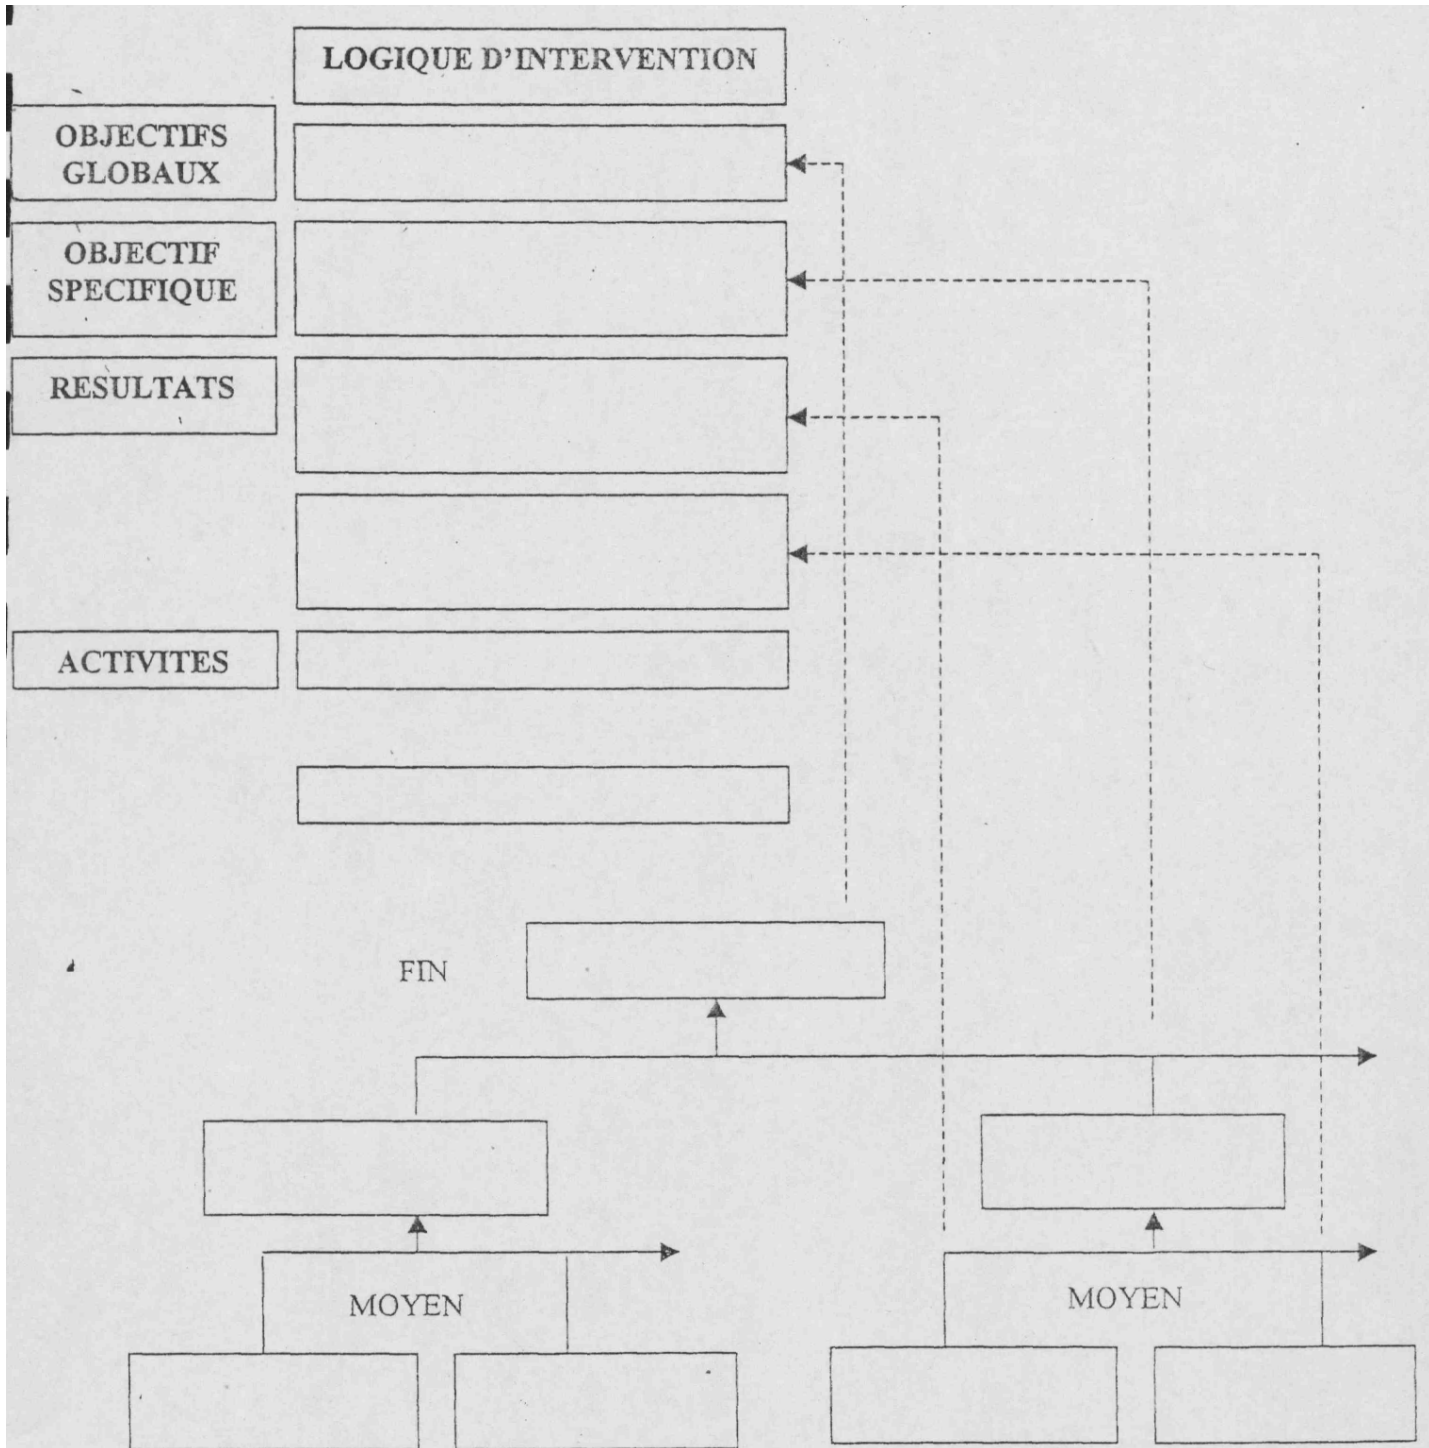 LOGIQUE D'INTERVENTION
OBJECTIFS
GLOBAUX
OBJECTIF
SPECIFIQUE
RESULTATS
ACTIVITES
FIN
MOYEN
MOYEN